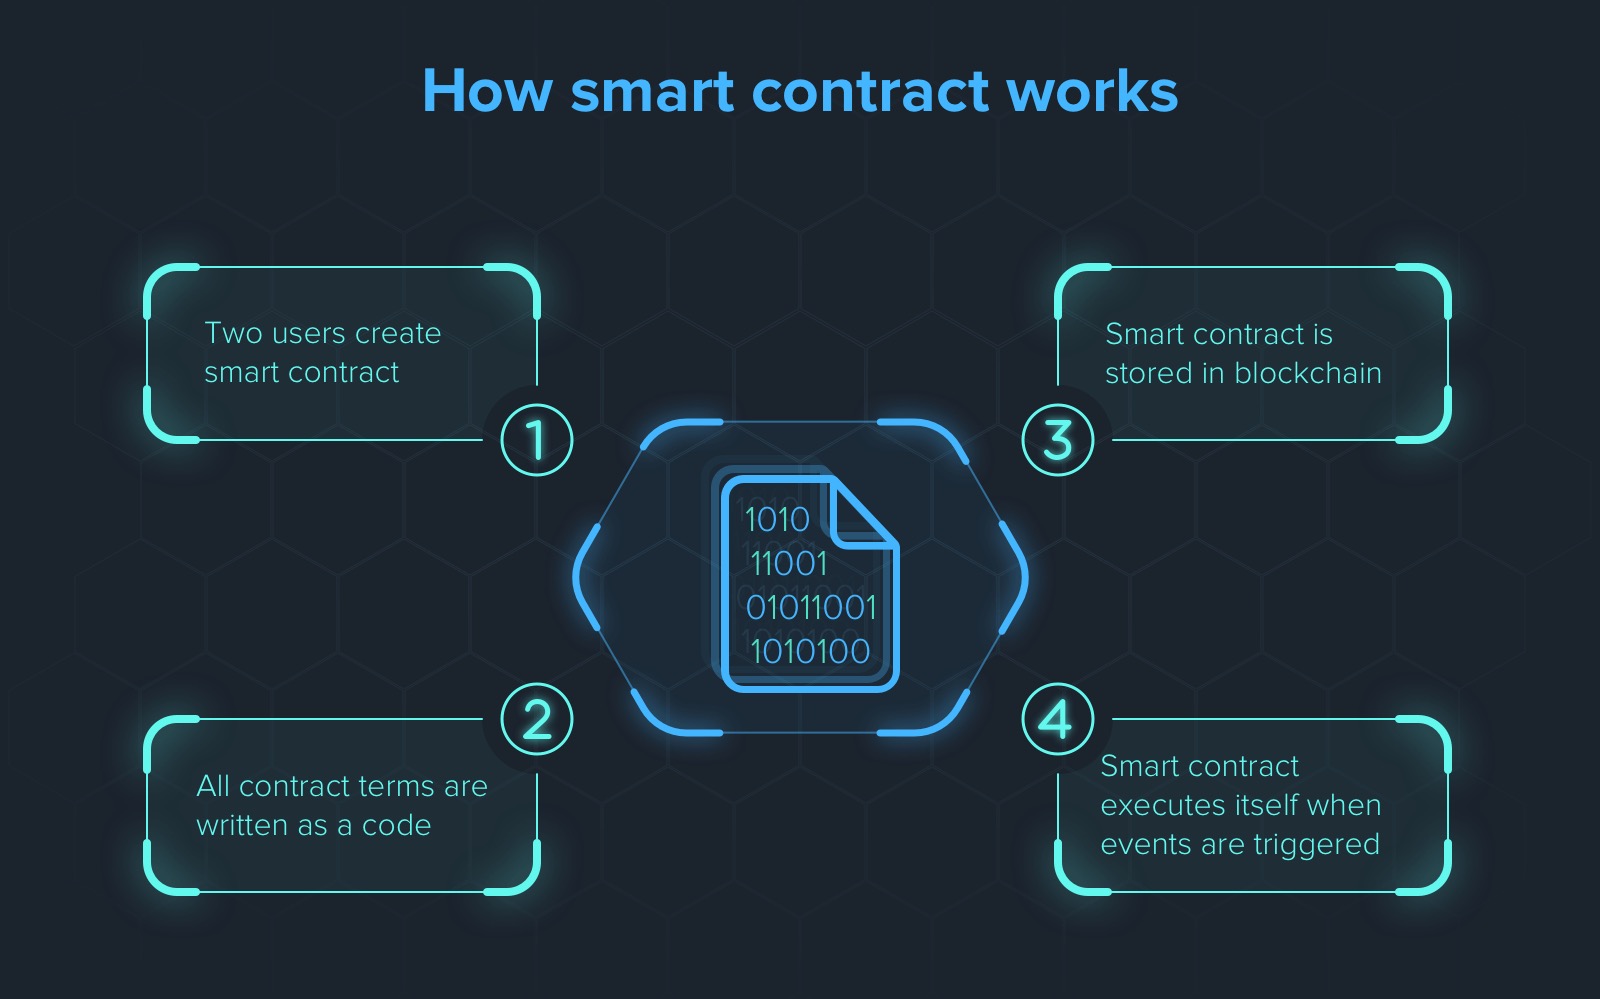 How smart contract works
Two users create
smart contract
1
2
All contract terms are
written as a code
1010
11001
01011001
1010100
Smart contract is
stored in blockchain
3
4
Smart contract
executes itself when
events are triggered